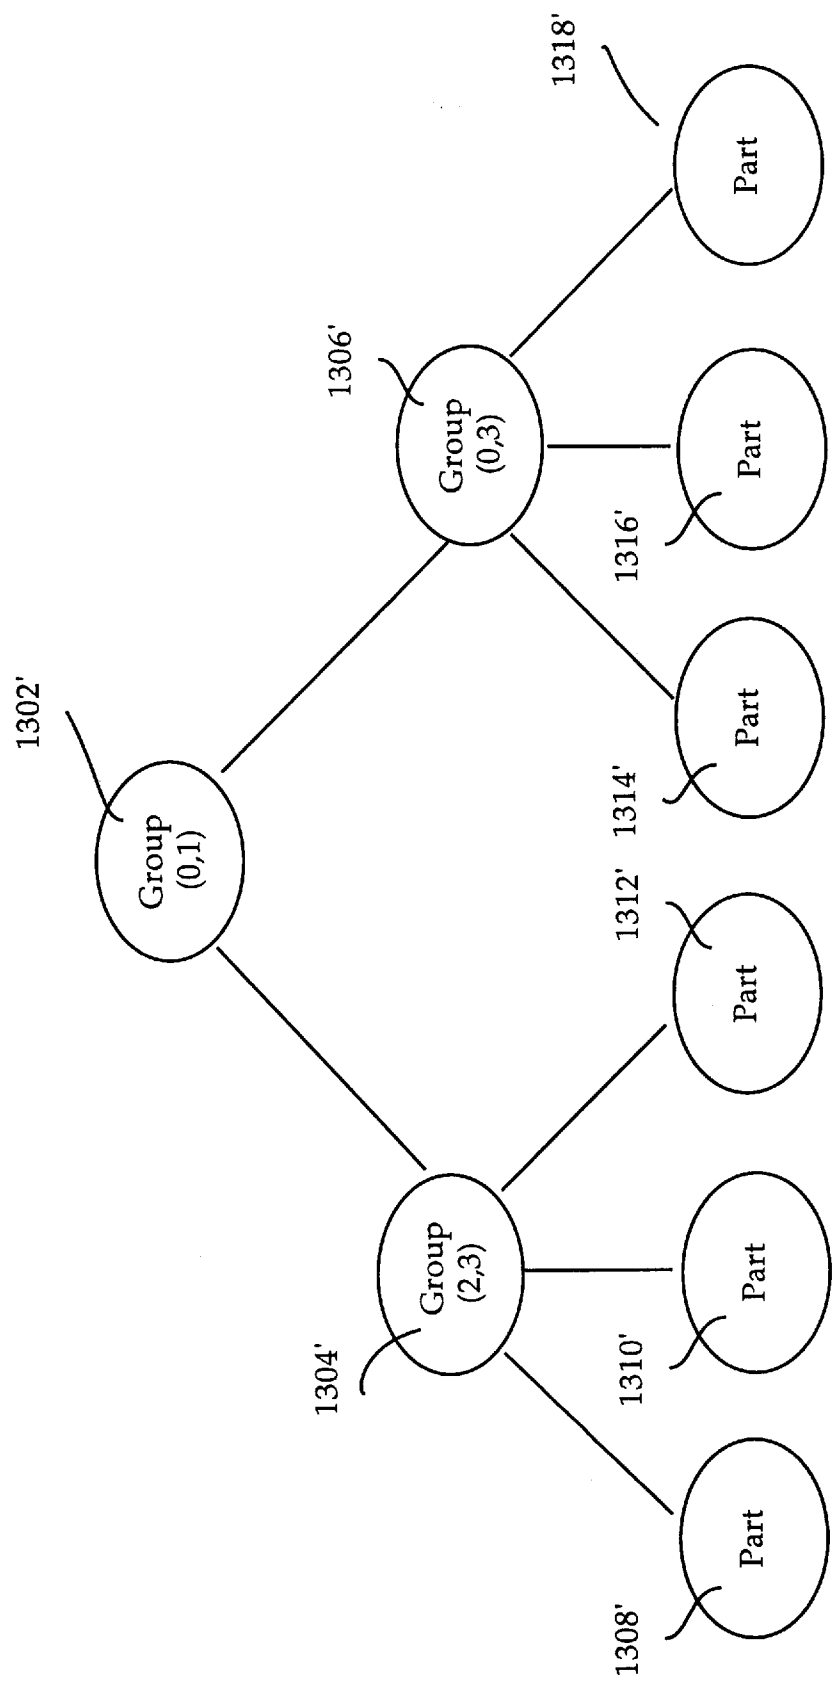 1302'
Group
(0,1)
1304'
Group
(2,3)
1306'
Group
(0,3)
1308'
Part
1310'
Part
1312'
Part
1314'
Part
1316'
Part
1318'
Part